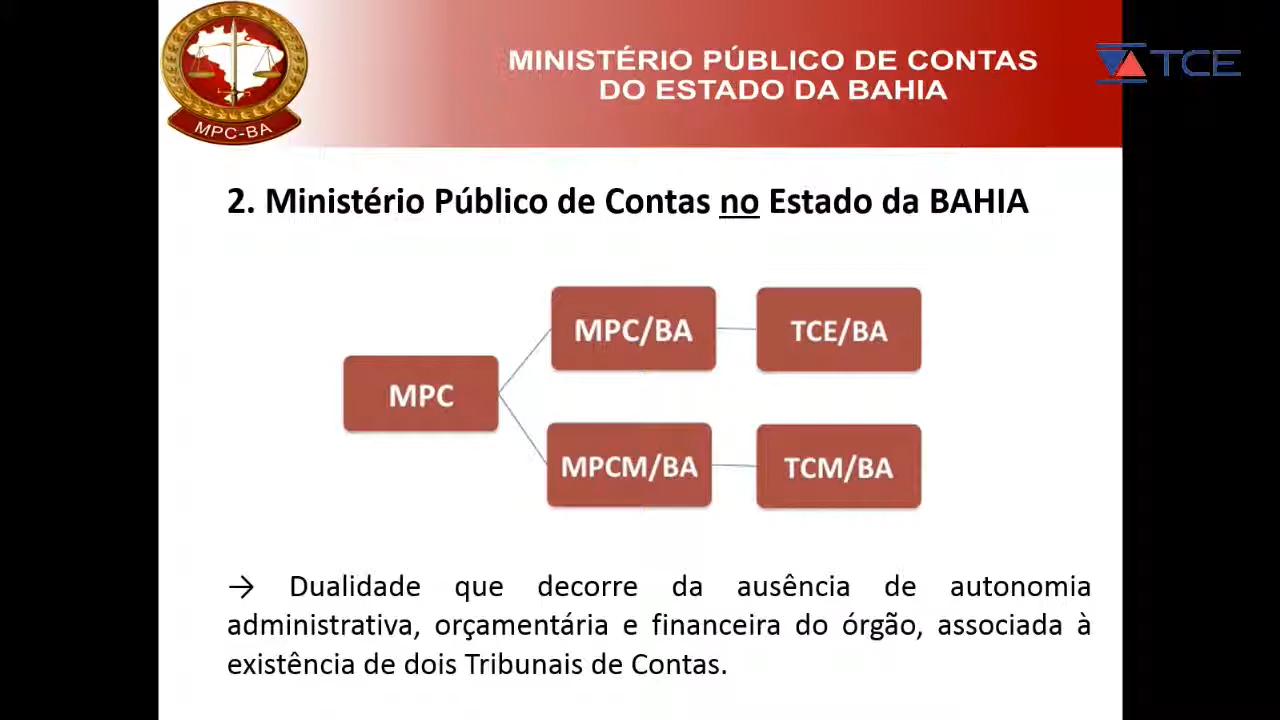 MPC-BA
MINISTÉRIO PÚBLICO DE CONTAS
DO ESTADO DA BAHIA
TCE
2. Ministério Público de Contas no Estado da BAHIA
MPC
MPC/BA
TCE/BA
MPCM/BA
TCM/BA
→ Dualidade que decorre da ausência de autonomia
administrativa, orçamentária e financeira do órgão, associada à
existência de dois Tribunais de Contas.